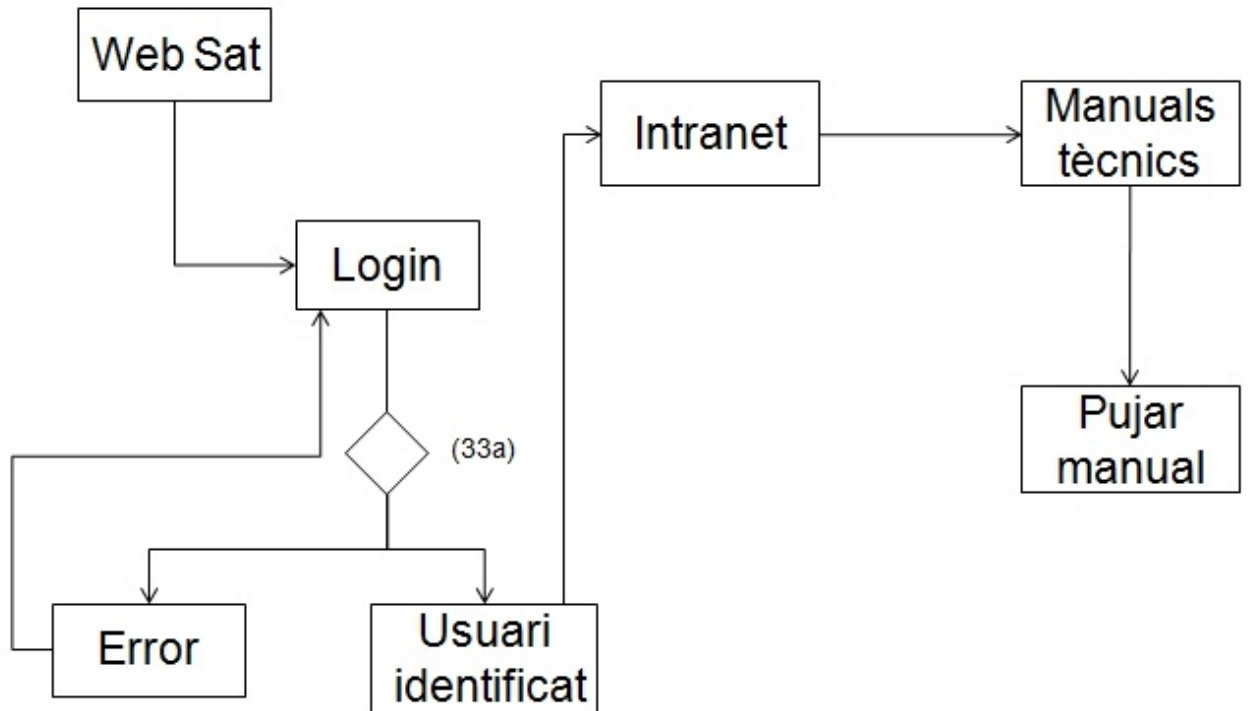 Web Sat
Intranet
Manuals
tècnics
Login
(33a)
Pujar
manual
Error
Usuari
identificat